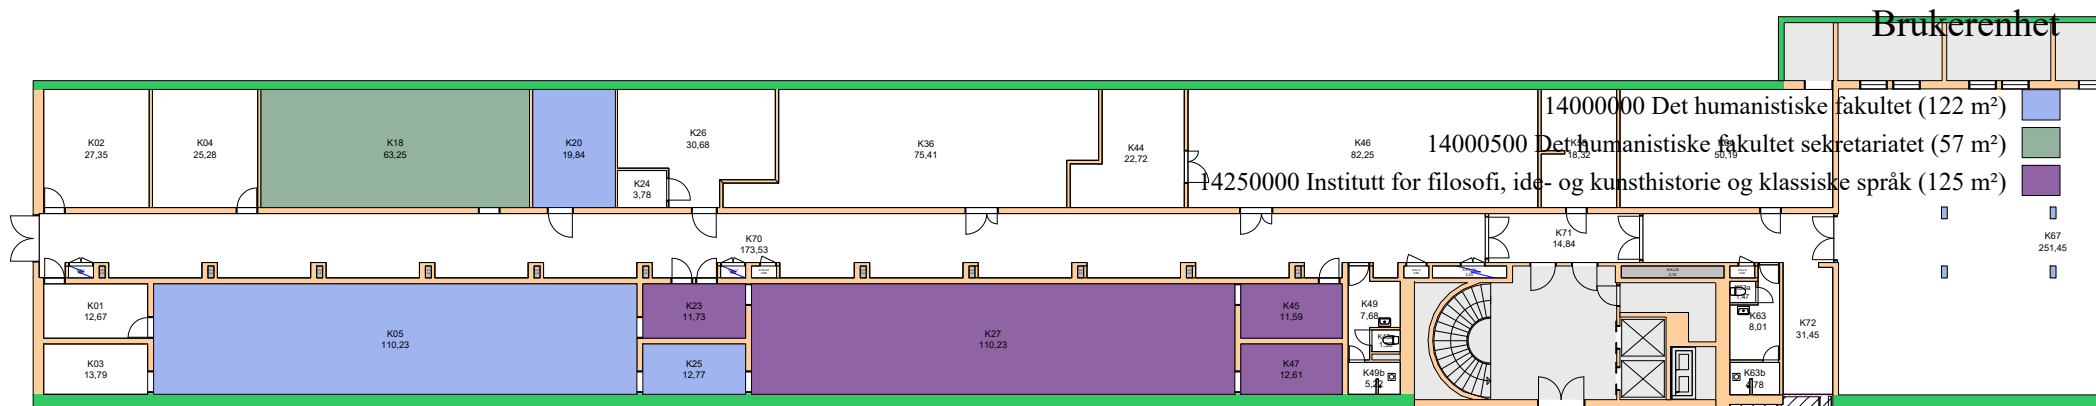 Brukerenhet
14000000 Det humanistiske fakultet (122 m²)
14000500 Det humanistiske fakultet sekretariatet (57 m²)
14250000 Institutt for filosofi, ide- og kunsthistorie og klassiske språk (125 m²)
K02
27,35
K04
25,28
K18
63,25
K20
19,84
K26
30,68
K24
3,78
K36
75,41
K44
22,72
K46
82,25
18,32
50,19
K70
173,53
K71
14,84
K67
251,45
K01
12,67
K03
13,79
K05
110,23
K23
11,73
K25
12,77
K27
110,23
K45
11,59
K47
12,61
K49
7,68
K49b
K63
8,01
K63b
K72
31,45